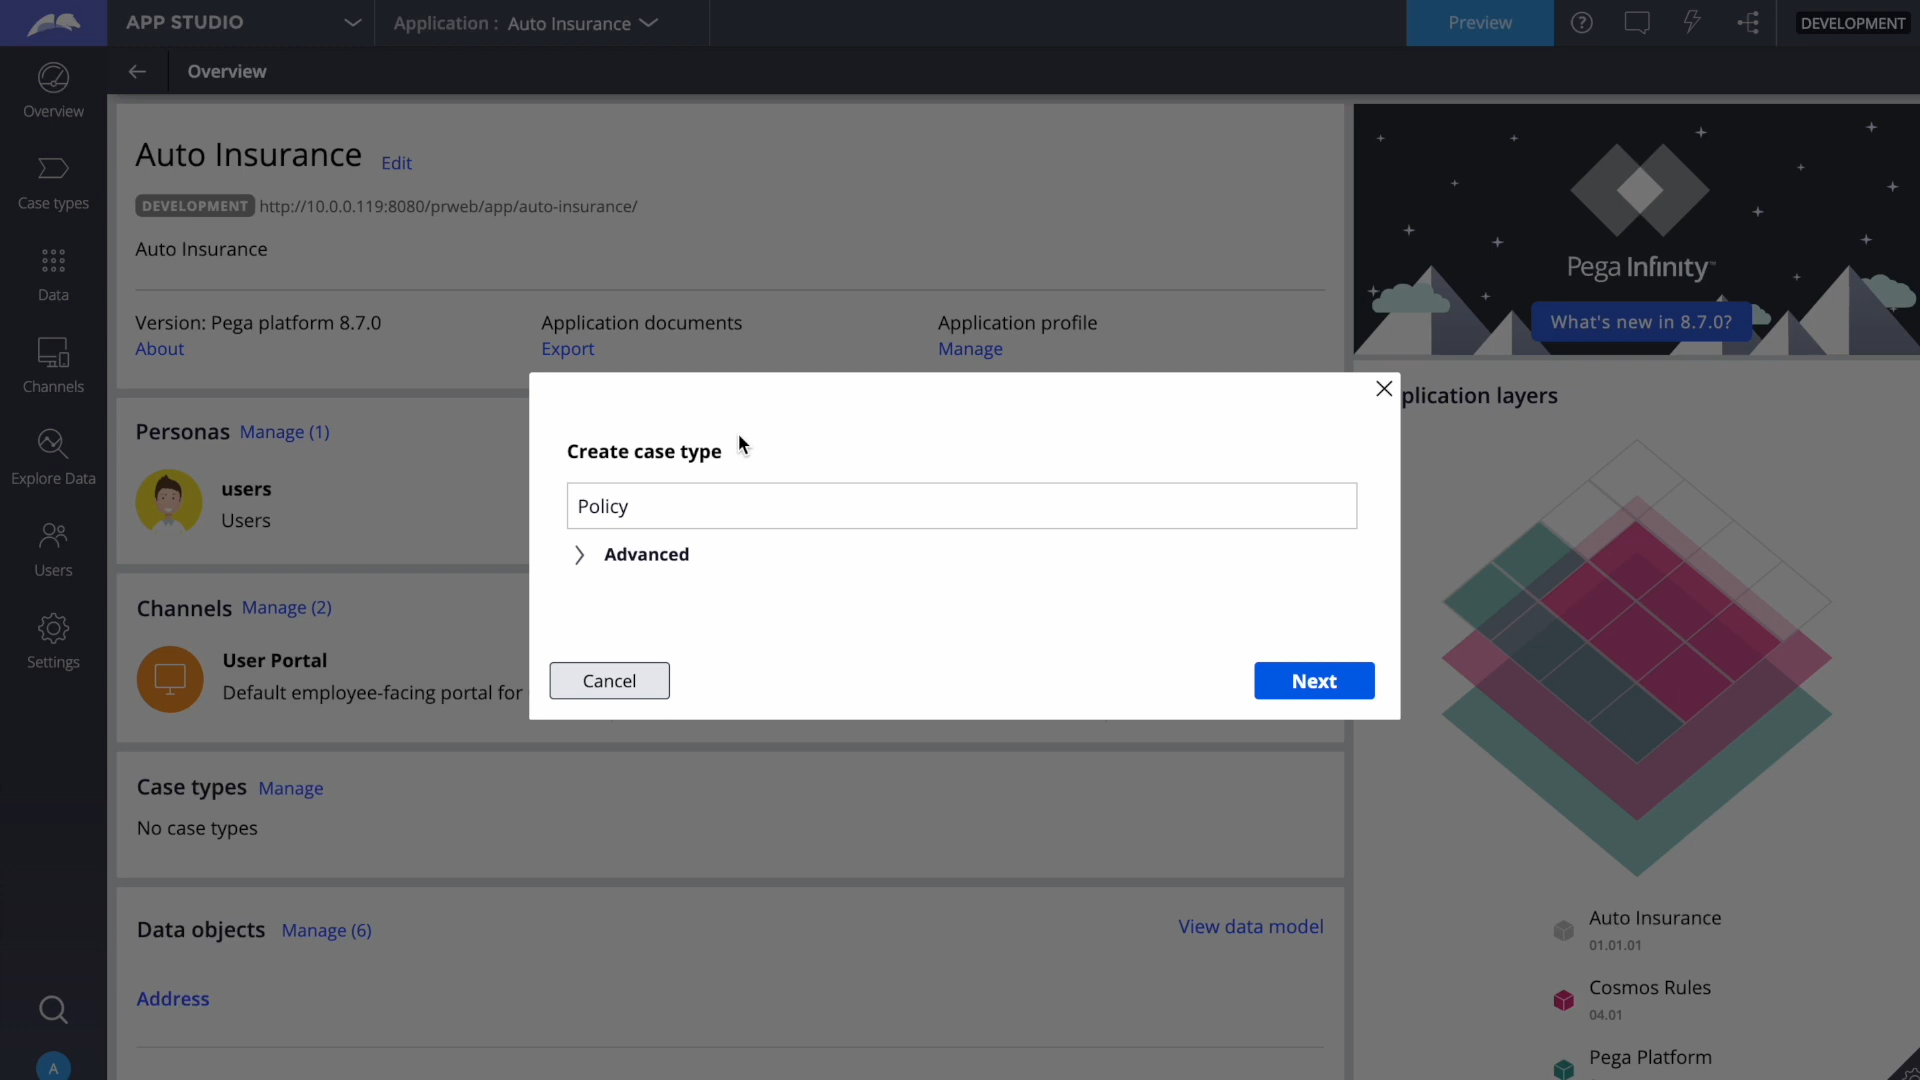 APP STUDIO
Application : Auto Insurance
Preview
DEVELOPMENT
Overview
Overview
Case types
Data
Channels
Explore Data
Users
Settings
A
Auto Insurance Edit
DEVELOPMENT http://10.0.0.119:8080/prweb/app/auto-insurance/
Auto Insurance
Version: Pega platform 8.7.0
About
Application documents
Export
Application profile
Manage
Personas Manage (1)
users
Users
Channels Manage (2)
User Portal
Default employee-facing portal for
Case types Manage
No case types
Data objects Manage (6)
View data model
Address
Create case type
Policy
Advanced
Cancel
Next
Pega Infinity™
What's new in 8.7.0?
plication layers
Auto Insurance
01.01.01
Cosmos Rules
04.01
Pega Platform